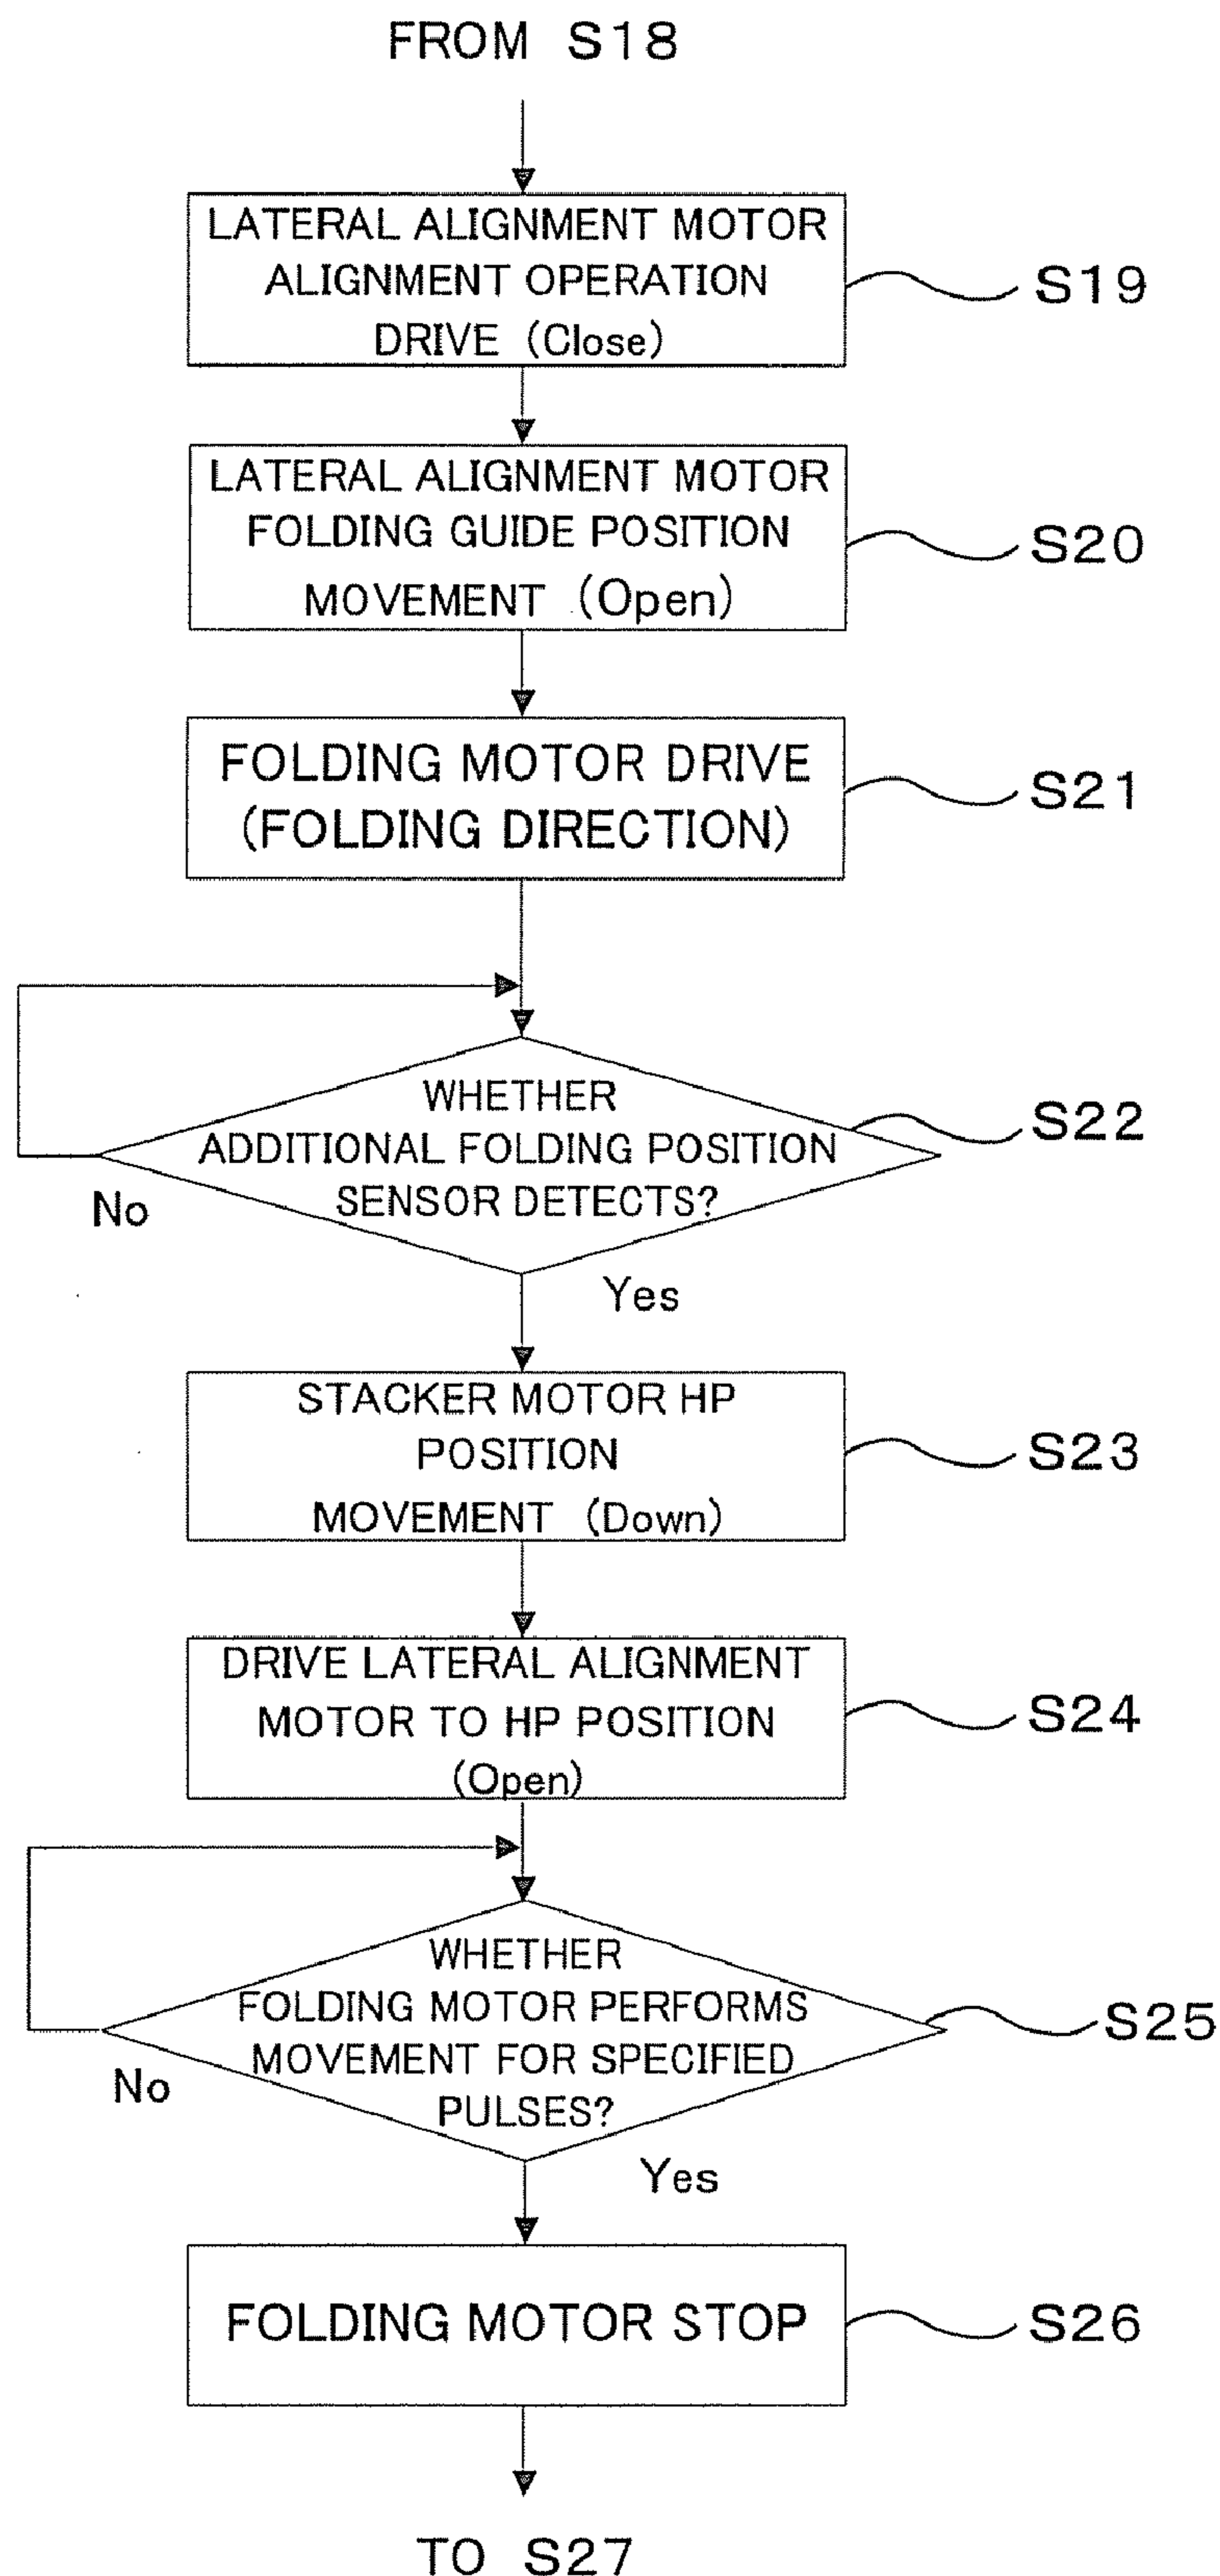 FROM S18
LATERAL ALIGNMENT MOTOR
ALIGNMENT OPERATION
DRIVE (Close)
S19
LATERAL ALIGNMENT MOTOR
FOLDING GUIDE POSITION
MOVEMENT (Open)
S20
FOLDING MOTOR DRIVE
(FOLDING DIRECTION)
S21
WHETHER
ADDITIONAL FOLDING POSITION
SENSOR DETECTS?
S22
No
Yes
STACKER MOTOR HP
POSITION
MOVEMENT (Down)
S23
DRIVE LATERAL ALIGNMENT
MOTOR TO HP POSITION
(Open)
S24
WHETHER
FOLDING MOTOR PERFORMS
MOVEMENT FOR SPECIFIED
PULSES?
S25
No
Yes
FOLDING MOTOR STOP
S26
TO S27